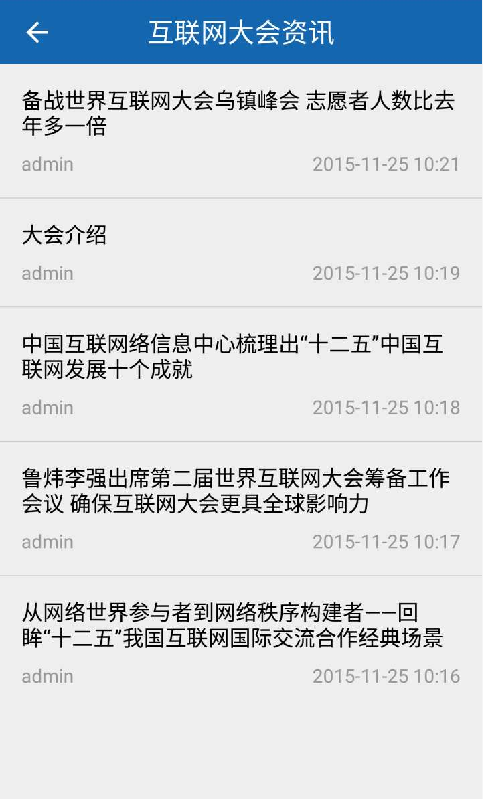 互联网大会资讯
备战世界互联网大会乌镇峰会 志愿者人数比去
年多一倍
admin 2015-11-25 10:21
大会介绍
admin 2015-11-25 10:19
中国互联网络信息中心梳理出“十二五”中国互
联网发展十个成就
admin 2015-11-25 10:18
鲁炜李强出席第二届世界互联网大会筹备工作
会议 确保互联网大会更具全球影响力
admin 2015-11-25 10:17
从网络世界参与者到网络秩序构建者——回
眸“十二五”我国互联网国际交流合作经典场景
admin 2015-11-25 10:16